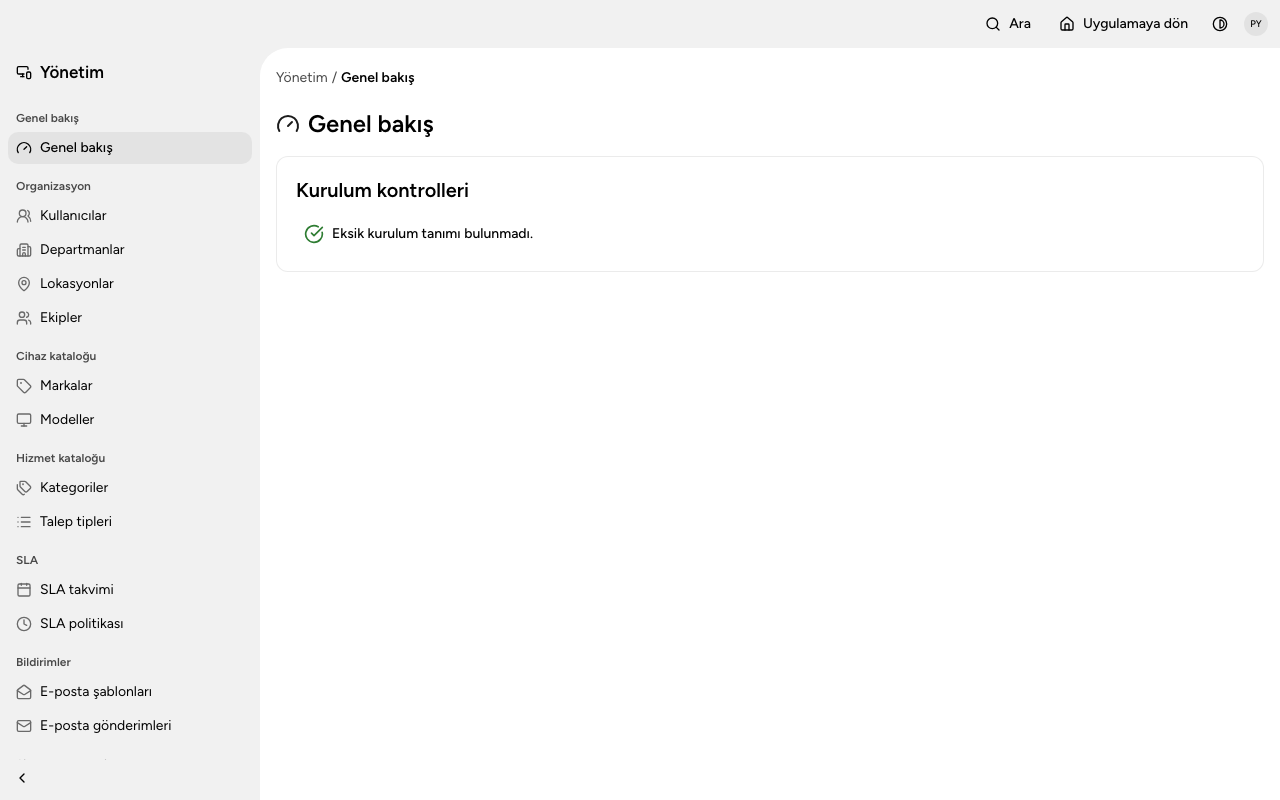 Ara
Uygulamaya dön
PY
Yönetim
Genel bakış
Genel bakış
Organizasyon
Kullanıcılar
Departmanlar
Lokasyonlar
Ekipler
Cihaz kataloğu
Markalar
Modeller
Hizmet kataloğu
Kategoriler
Talep tipleri
SLA
SLA takvimi
SLA politikası
Bildirimler
E-posta şablonları
E-posta gönderimleri
Yönetim / Genel bakış
Genel bakış
Kurulum kontrolleri
Eksik kurulum tanımı bulunmadı.